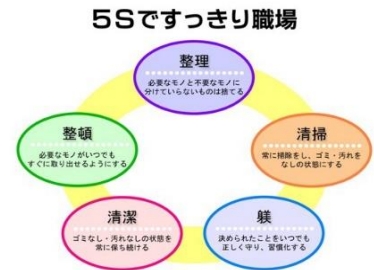 5Sですっきり職場
整理
必要なモノと不要なモノに
分けていらないものは捨てる
整頓
必要なモノがいつでも
すぐに取り出せるようにする
清掃
常に掃除をし、ゴミ・汚れを
なしの状態にする
清潔
ゴミなし・汚れなしの状態を
常に保ち続ける
躾
決められたことをいつでも
正しく守り、習慣化する